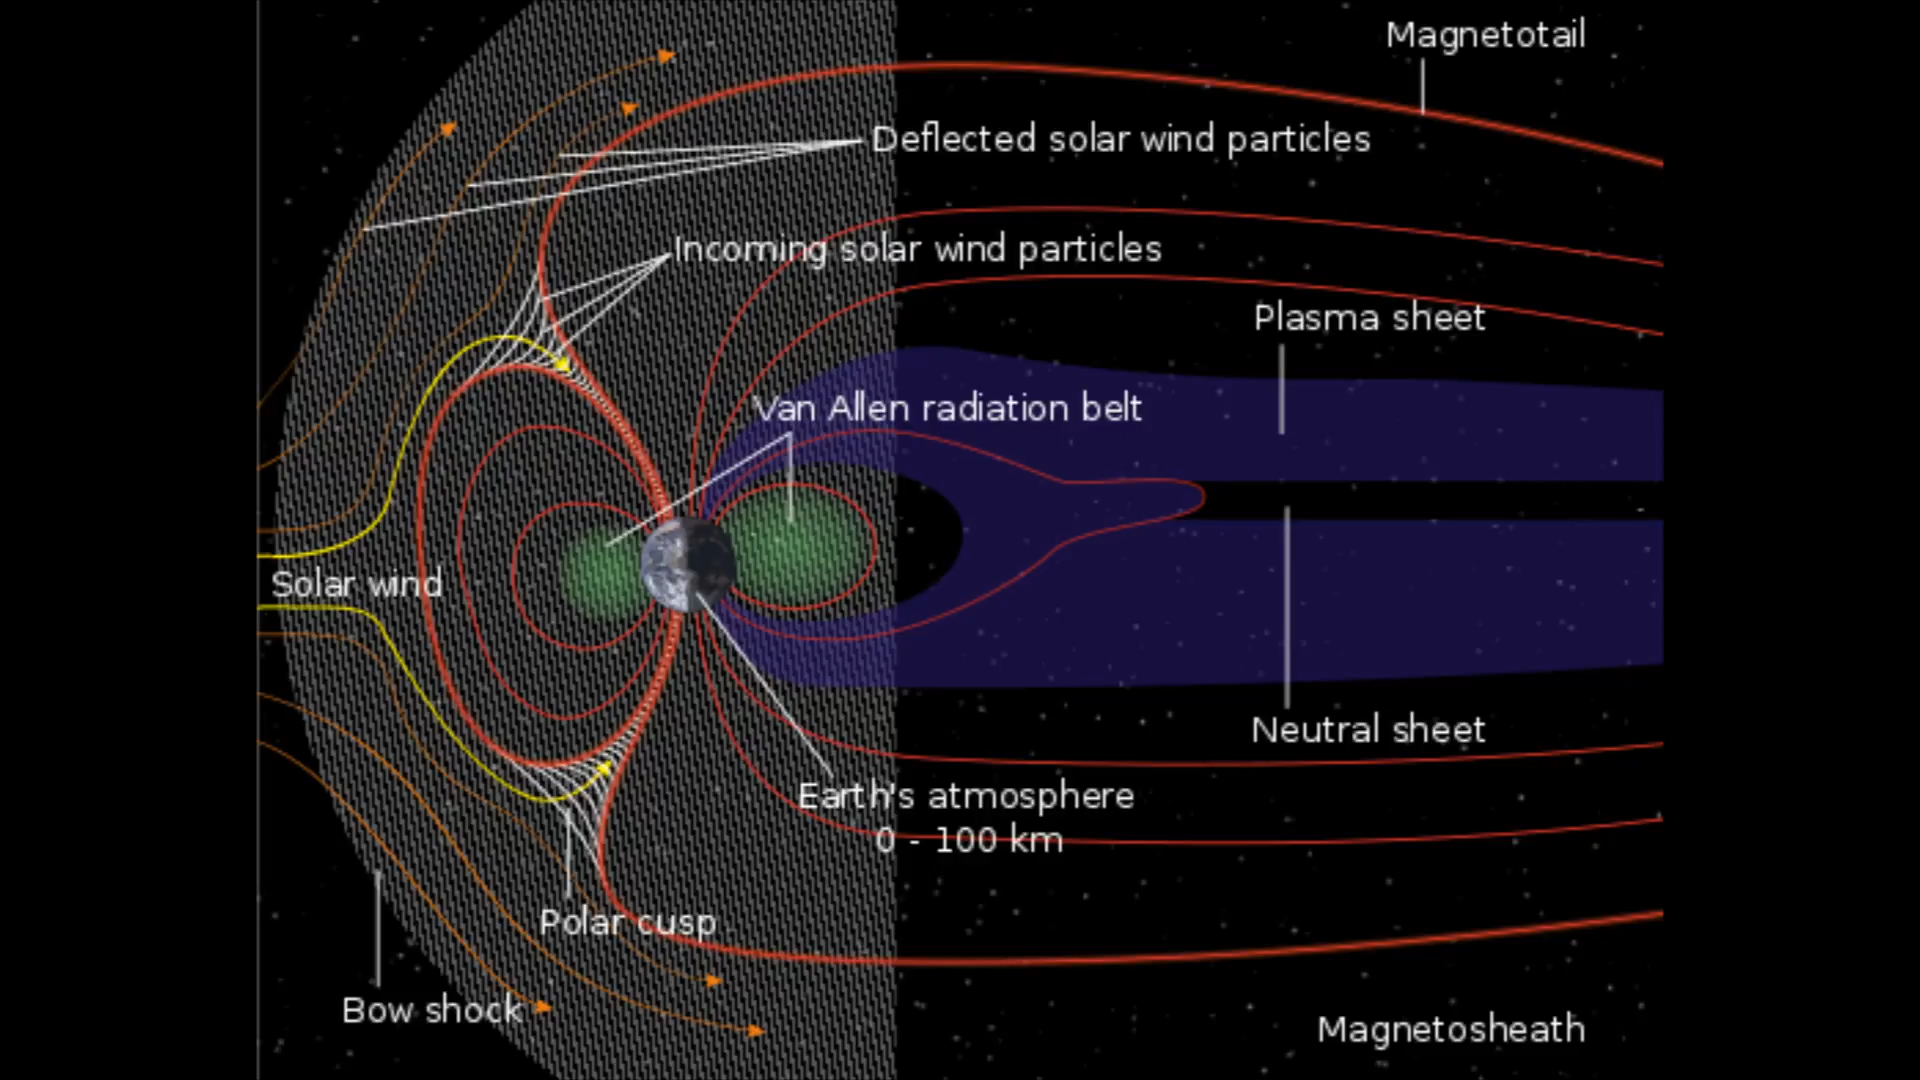 Magnetotail
Deflected solar wind particles
Incoming solar wind particles
Plasma sheet
Van Allen radiation belt
Solar wind
Neutral sheet
Earth's atmosphere
0 - 100 km
Polar cusp
Bow shock
Magnetosheath